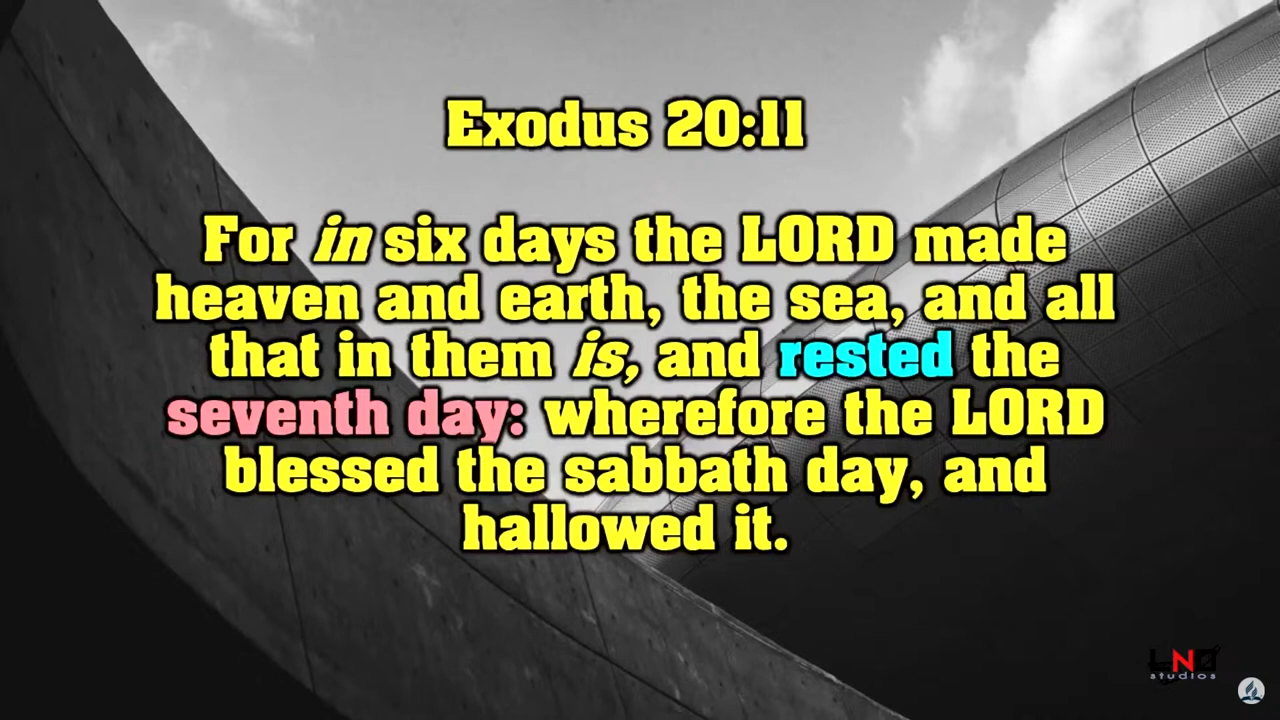 Exodus 20:11
For in six days the LORD made
heaven and earth, the sea, and all
that in them is, and rested the
seventh day: wherefore the LORD
blessed the sabbath day, and
hallowed it.
LNO
studios